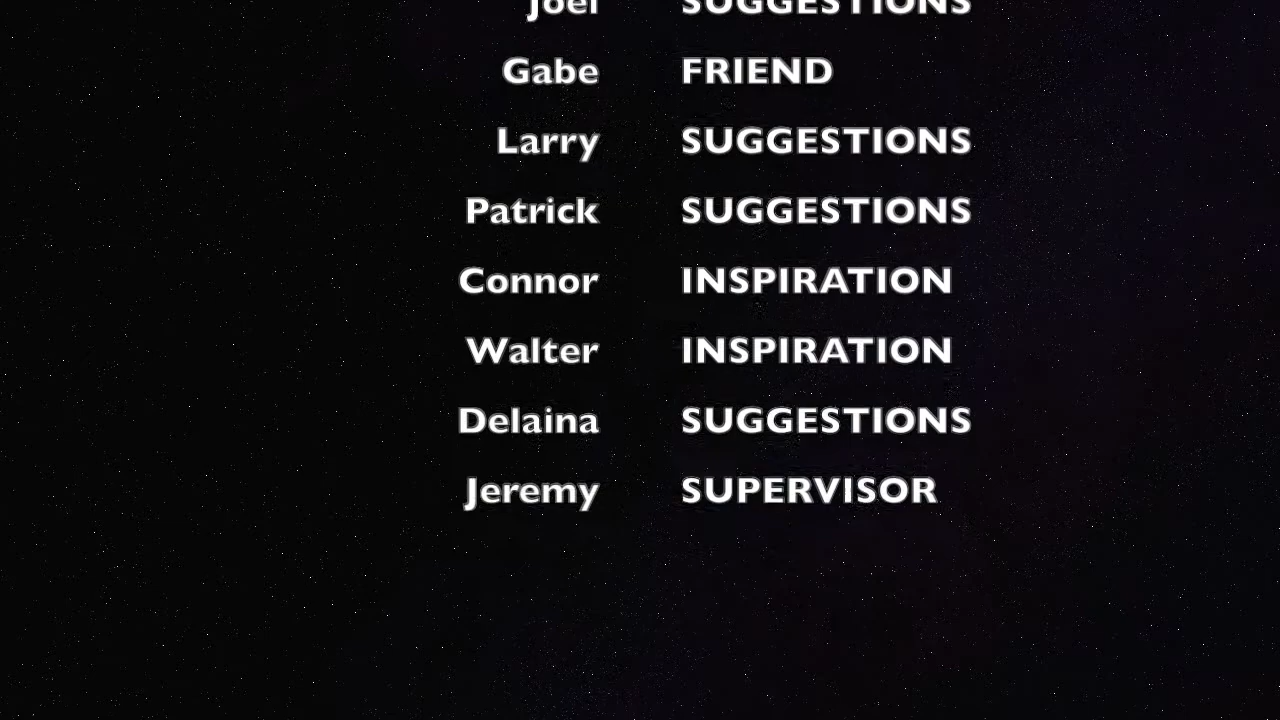 Joel SUGGESTIONS
Gabe FRIEND
Larry SUGGESTIONS
Patrick SUGGESTIONS
Connor INSPIRATION
Walter INSPIRATION
Delaina SUGGESTIONS
Jeremy SUPERVISOR